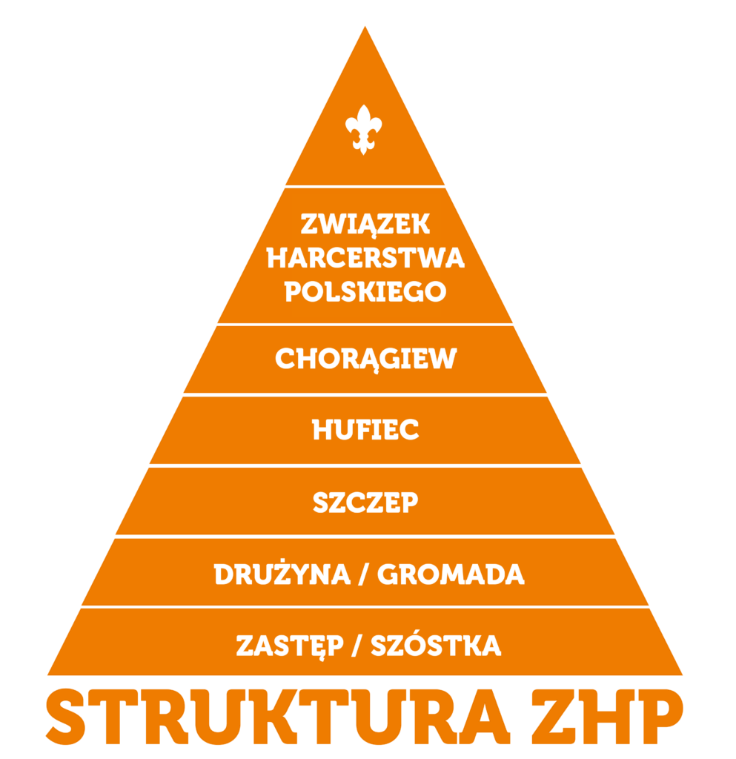 ZWIĄZEK
HARCERSTWA
POLSKIEGO
CHORĄGIEW
HUFIEC
SZCZEP
DRUŻYNA / GROMADA
ZASTĘP / SZÓSTKA
STRUKTURA ZHP